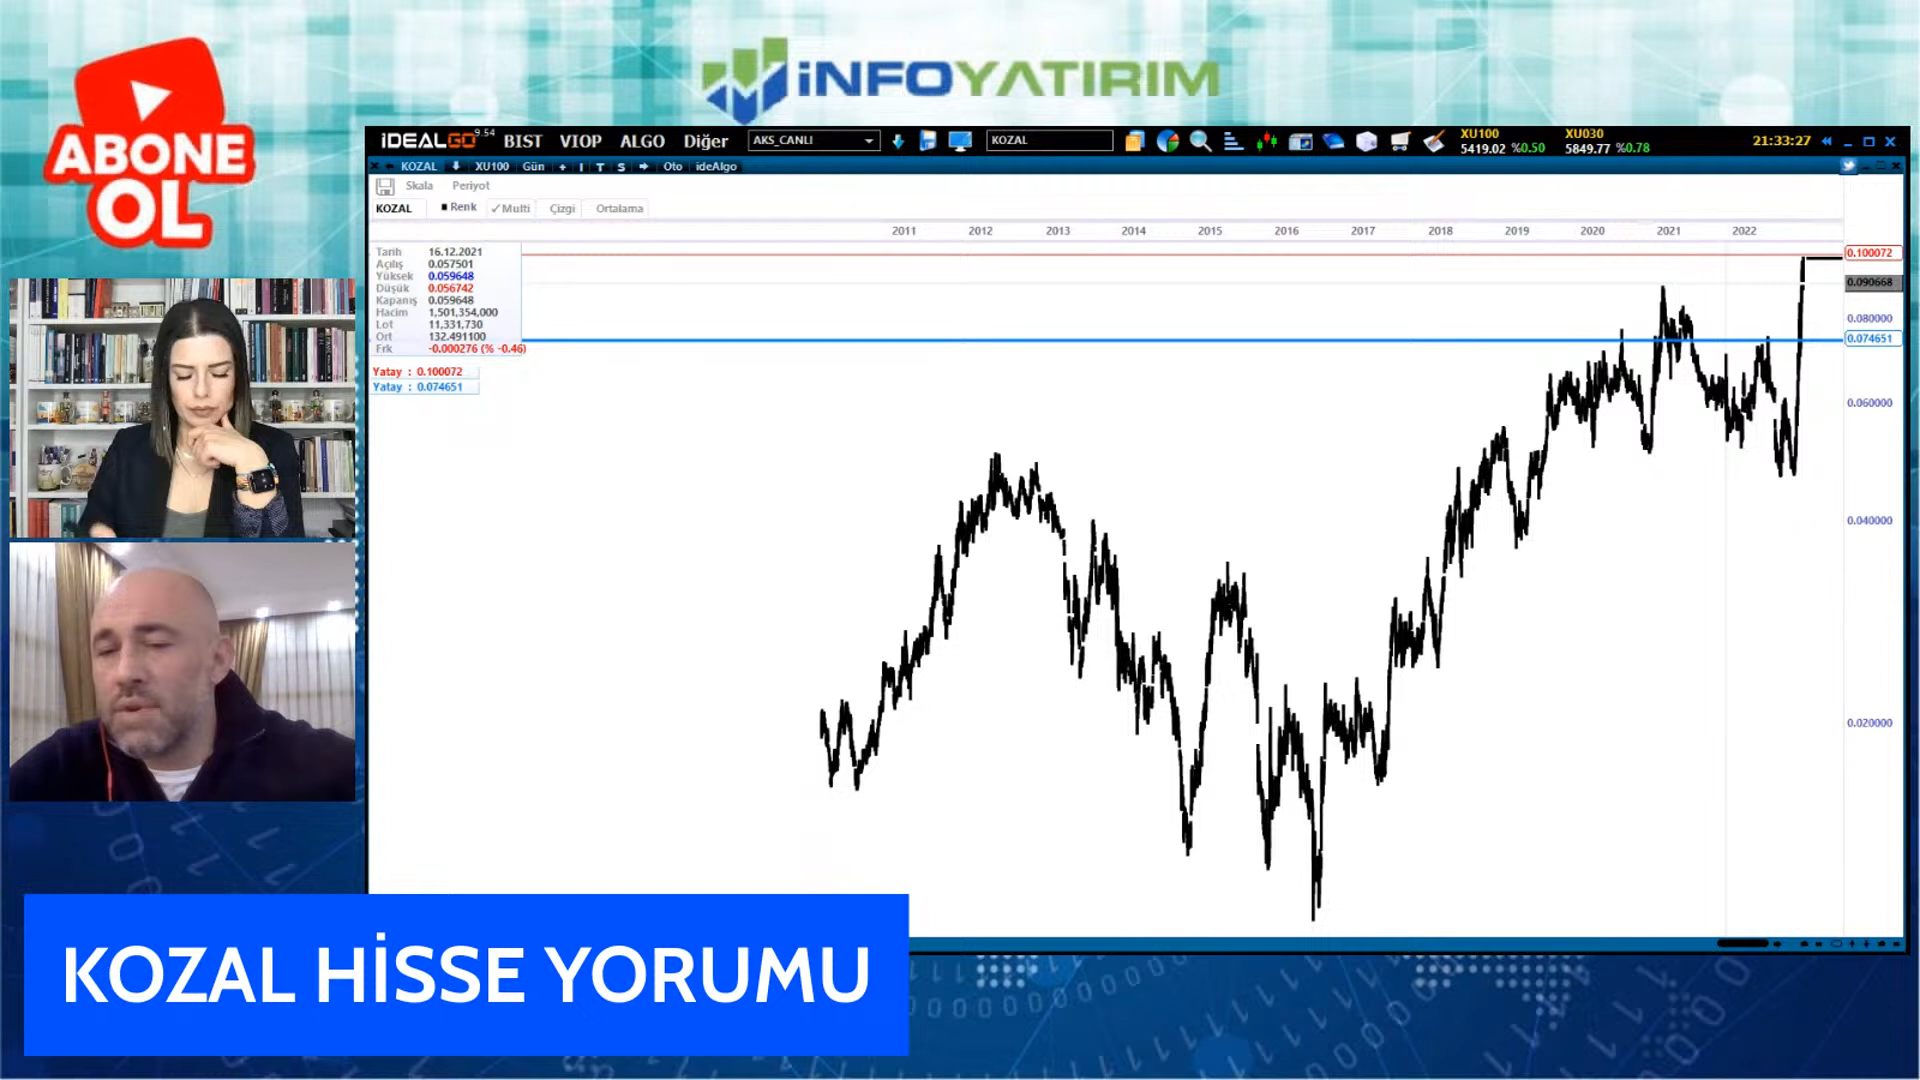 ABONE
OL
iNFOYATIRIM
iDEALGO 9.54 BIST VIOP ALGO Diğer AKS_CANLI KOZAL XU100 5419.02 %0.50 XU030 5849.77 %0.78 21:33:27
KOZAL XU100 Gün + I T S Oto ideAlgo
Skala Periyot
KOZAL Renk ✓Multi Çizgi Ortalama
2011 2012 2013 2014 2015 2016 2017 2018 2019 2020 2021 2022
Tarih 16.12.2021
Açılış 0.057501
Yüksek 0.059648
Düşük 0.056742
Kapanış 0.059648
Hacim 1,501,354,000
Lot 11,331,730
Ort 132.491100
Frk -0.000276 (% -0.46)
Yatay : 0.100072
Yatay : 0.074651
0.100072
0.090668
0.080000
0.074651
0.060000
0.040000
0.020000
KOZAL HİSSE YORUMU